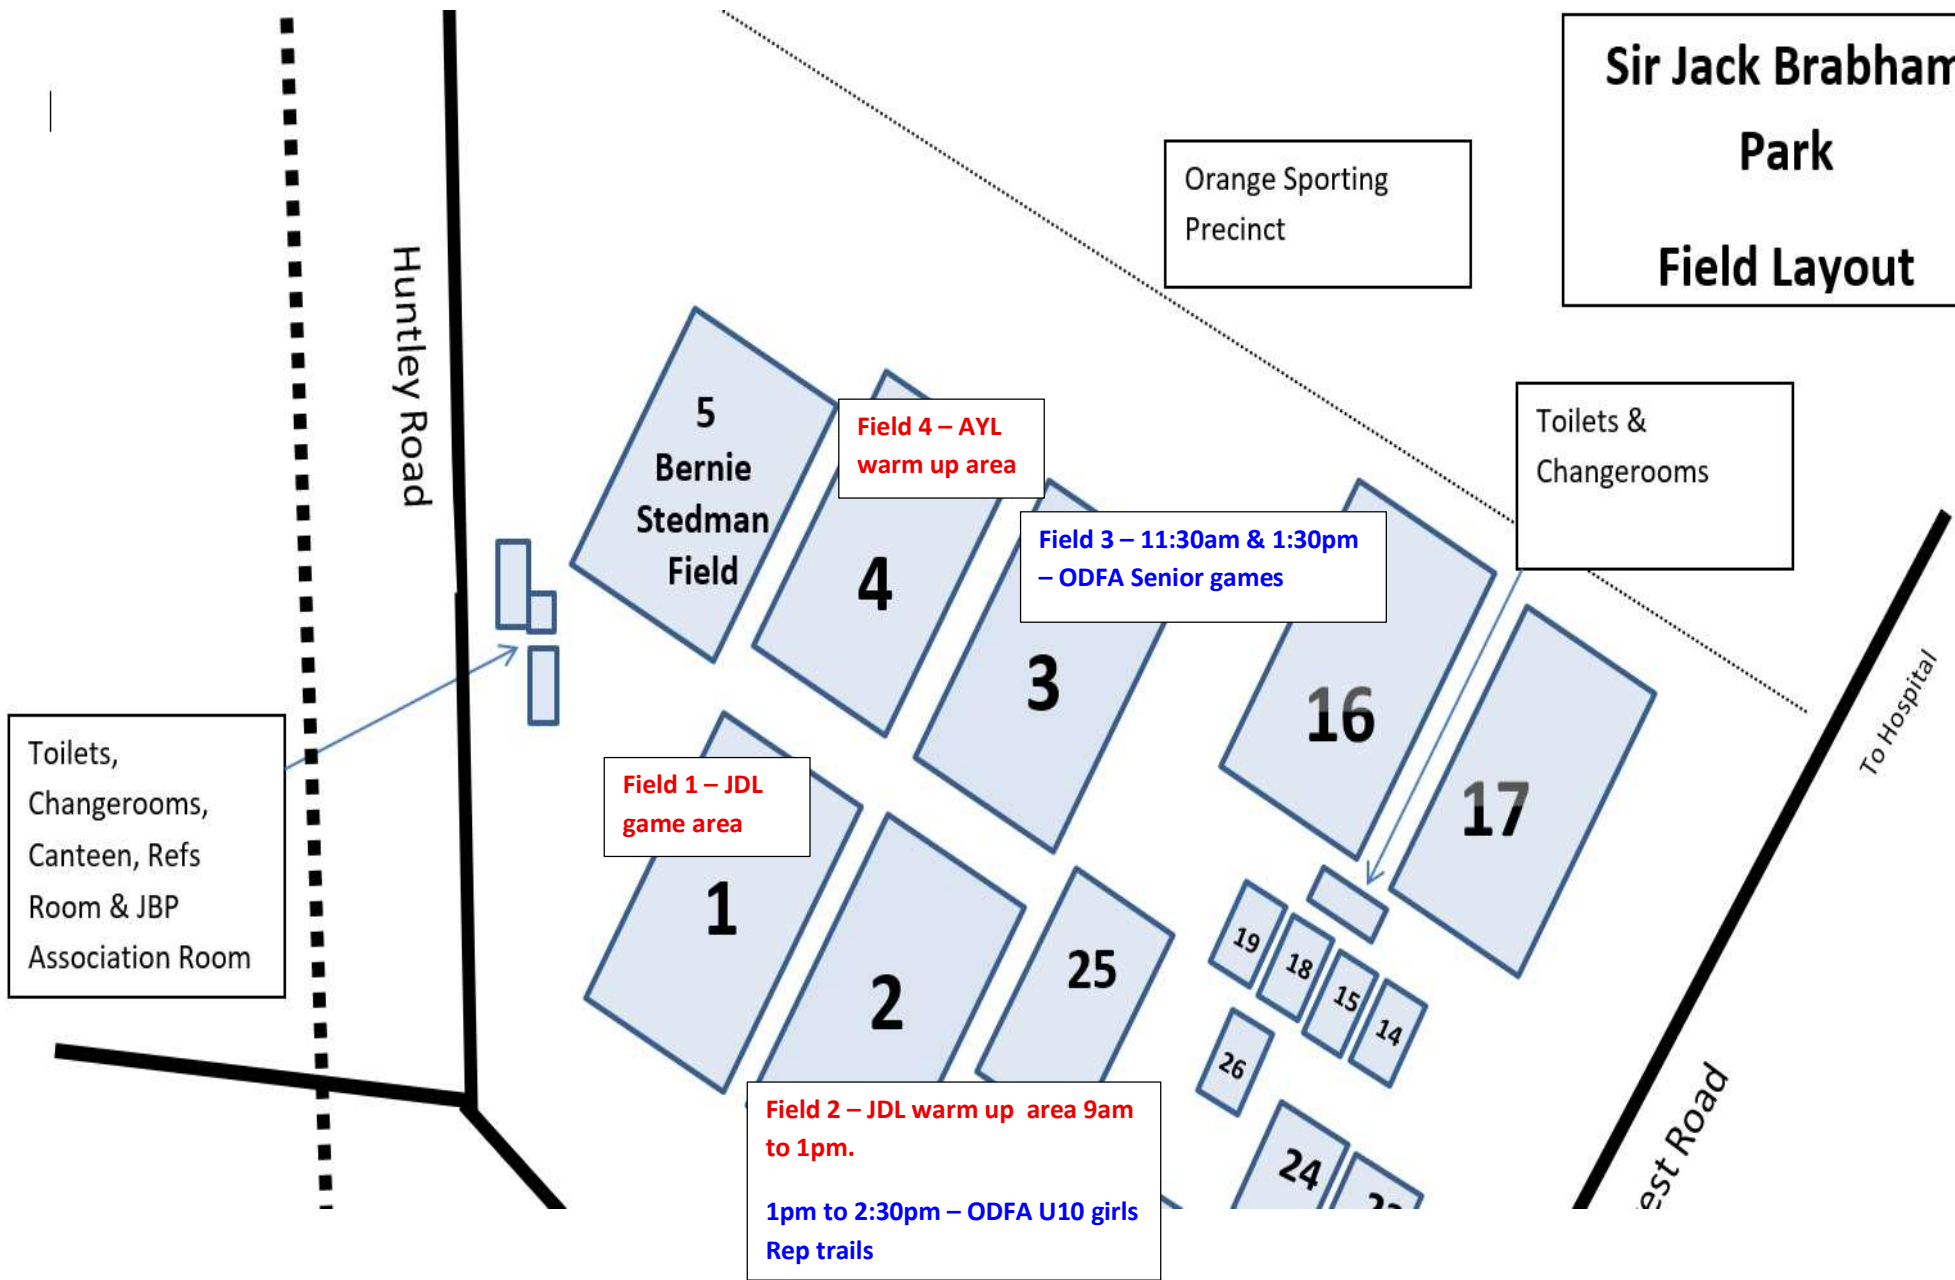 Sir Jack Brabham
Park
Field Layout
Orange Sporting
Precinct
Huntley Road
5
Bernie
Stedman
Field
Field 4 – AYL
warm up area
4
Toilets &
Changerooms
Field 3 – 11:30am & 1:30pm
– ODFA Senior games
3
16
17
To Hospital
Toilets,
Changerooms,
Canteen, Refs
Room & JBP
Association Room
Field 1 – JDL
game area
1
2
25
19
18
15
14
26
24
est Road
Field 2 – JDL warm up area 9am
to 1pm.
1pm to 2:30pm – ODFA U10 girls
Rep trails